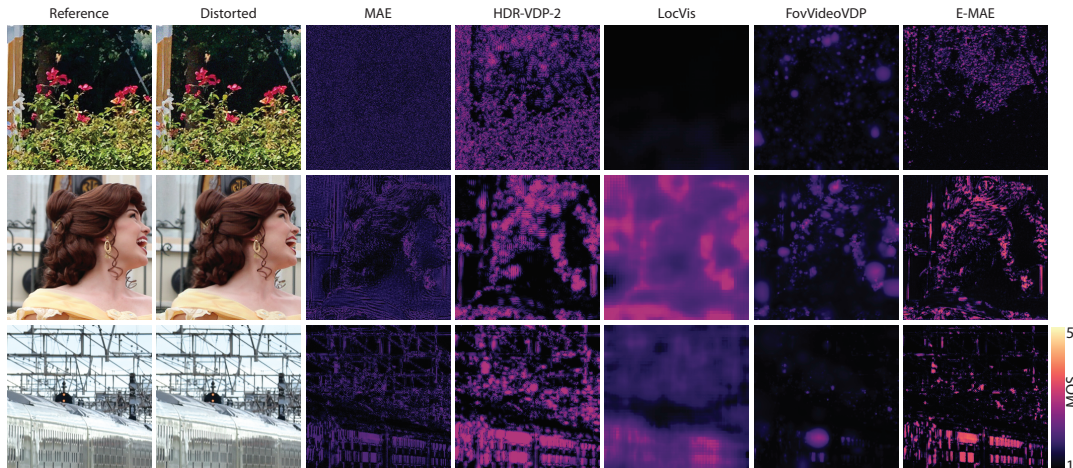 Reference Distorted MAE HDR-VDP-2 LocVis FovVideoVDP E-MAE
5
MOS
1